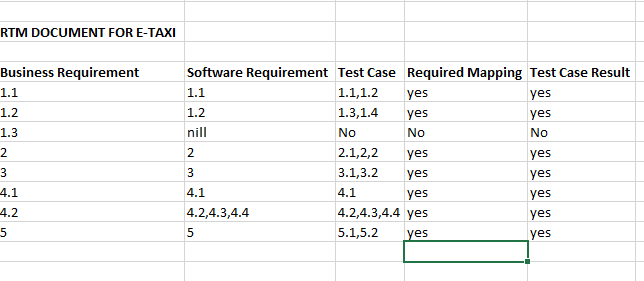 RTM DOCUMENT FOR E-TAXI
Business Requirement Software Requirement Test Case Required Mapping Test Case Result
1.1 1.1 1.1,1.2 yes yes
1.2 1.2 1.3,1.4 yes yes
1.3 nill No No No
2 2 2.1,2,2 yes yes
3 3 3.1,3.2 yes yes
4.1 4.1 4.1 yes yes
4.2 4.2,4.3,4.4 4.2,4.3,4.4 yes yes
5 5 5.1,5.2 yes yes